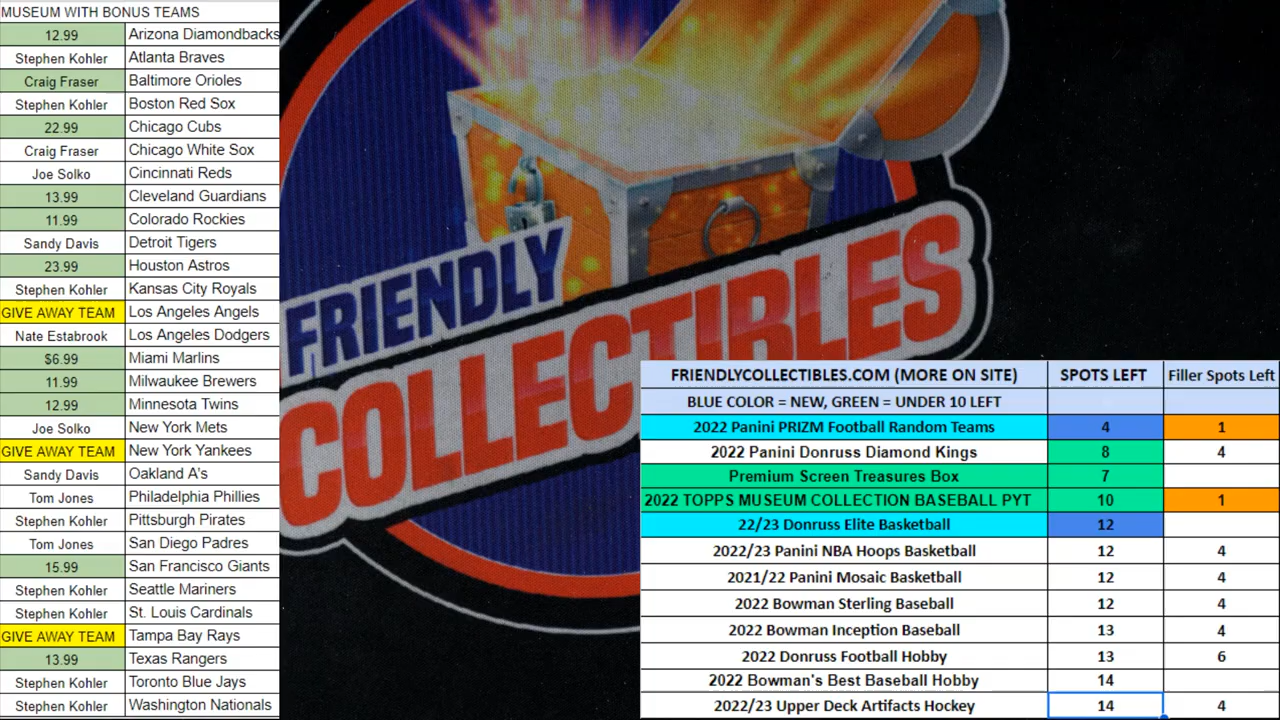 MUSEUM WITH BONUS TEAMS
12.99 Arizona Diamondbacks
Stephen Kohler Atlanta Braves
Craig Fraser Baltimore Orioles
Stephen Kohler Boston Red Sox
22.99 Chicago Cubs
Craig Fraser Chicago White Sox
Joe Solko Cincinnati Reds
13.99 Cleveland Guardians
11.99 Colorado Rockies
Sandy Davis Detroit Tigers
23.99 Houston Astros
Stephen Kohler Kansas City Royals
GIVE AWAY TEAM Los Angeles Angels
Nate Estabrook Los Angeles Dodgers
$6.99 Miami Marlins
11.99 Milwaukee Brewers
12.99 Minnesota Twins
Joe Solko New York Mets
GIVE AWAY TEAM New York Yankees
Sandy Davis Oakland A's
Tom Jones Philadelphia Phillies
Stephen Kohler Pittsburgh Pirates
Tom Jones San Diego Padres
15.99 San Francisco Giants
Stephen Kohler Seattle Mariners
Stephen Kohler St. Louis Cardinals
GIVE AWAY TEAM Tampa Bay Rays
13.99 Texas Rangers
Stephen Kohler Toronto Blue Jays
Stephen Kohler Washington Nationals
FRIENDLY
COLLECTIBLES
FRIENDLYCOLLECTIBLES.COM (MORE ON SITE) SPOTS LEFT Filler Spots Left
BLUE COLOR = NEW, GREEN = UNDER 10 LEFT
2022 Panini PRIZM Football Random Teams 4 1
2022 Panini Donruss Diamond Kings 8 4
Premium Screen Treasures Box 7
2022 TOPPS MUSEUM COLLECTION BASEBALL PYT 10 1
22/23 Donruss Elite Basketball 12
2022/23 Panini NBA Hoops Basketball 12 4
2021/22 Panini Mosaic Basketball 12 4
2022 Bowman Sterling Baseball 12 4
2022 Bowman Inception Baseball 13 4
2022 Donruss Football Hobby 13 6
2022 Bowman's Best Baseball Hobby 14
2022/23 Upper Deck Artifacts Hockey 14 4